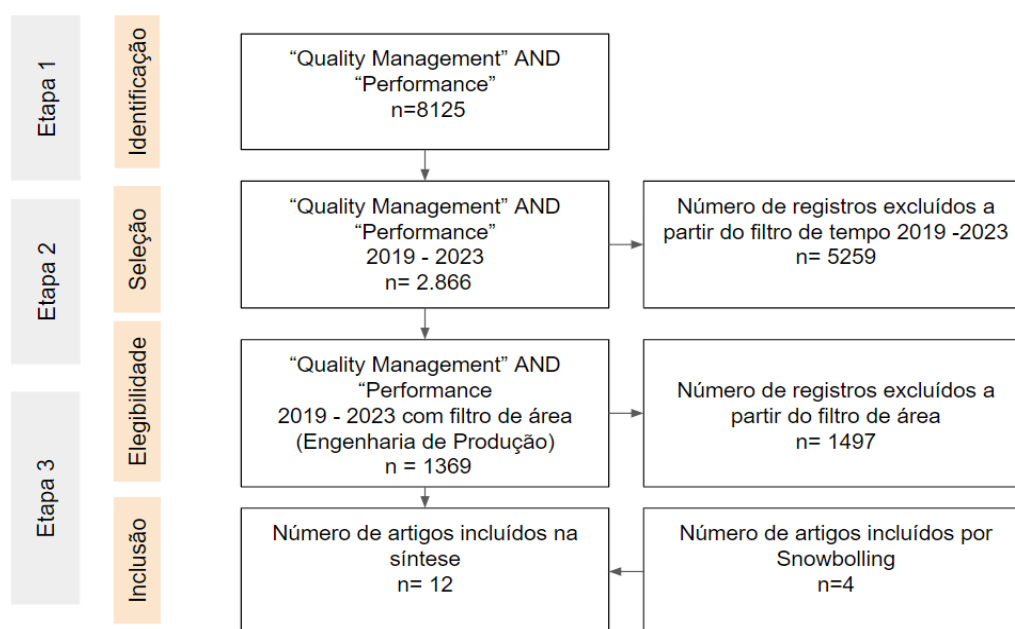 Etapa 1
Identificação
“Quality Management” AND
“Performance”
n=8125
Etapa 2
Seleção
“Quality Management” AND
“Performance”
2019 - 2023
n= 2.866
Número de registros excluídos a
partir do filtro de tempo 2019 -2023
n= 5259
Elegibilidade
“Quality Management” AND
“Performance
2019 - 2023 com filtro de área
(Engenharia de Produção)
n = 1369
Número de registros excluídos a
partir do filtro de área
n= 1497
Etapa 3
Inclusão
Número de artigos incluídos na
síntese
n= 12
Número de artigos incluídos por
Snowbolling
n=4